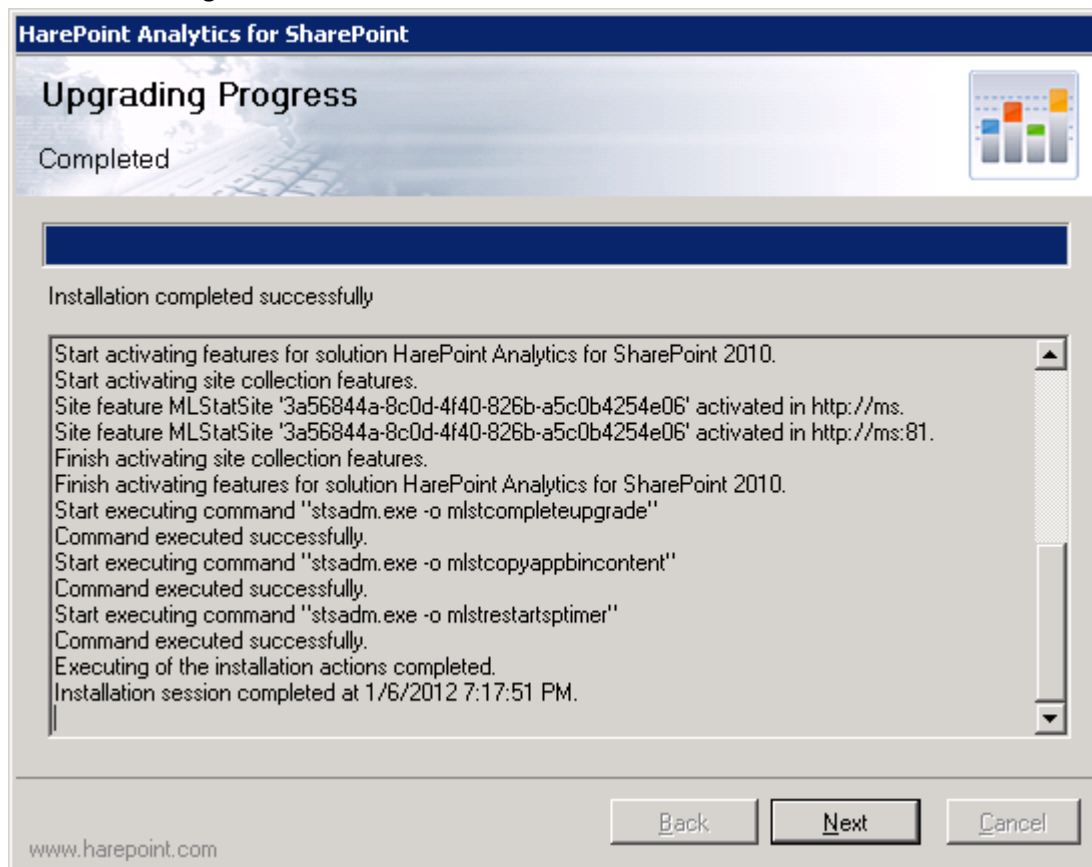 HarePoint Analytics for SharePoint
Upgrading Progress
Completed
Installation completed successfully
Start activating features for solution HarePoint Analytics for SharePoint 2010.
Start activating site collection features.
Site feature MLStatSite '3a56844a-8c0d-4f40-826b-a5c0b4254e06' activated in http://ms.
Site feature MLStatSite '3a56844a-8c0d-4f40-826b-a5c0b4254e06' activated in http://ms:81.
Finish activating site collection features.
Finish activating features for solution HarePoint Analytics for SharePoint 2010.
Start executing command "stsadm.exe -o mlstcompleteupgrade"
Command executed successfully.
Start executing command "stsadm.exe -o mlstcopyappbincontent"
Command executed successfully.
Start executing command "stsadm.exe -o mlstrestartsptimer"
Command executed successfully.
Executing of the installation actions completed.
Installation session completed at 1/6/2012 7:17:51 PM.
Back Next Cancel
www.harepoint.com